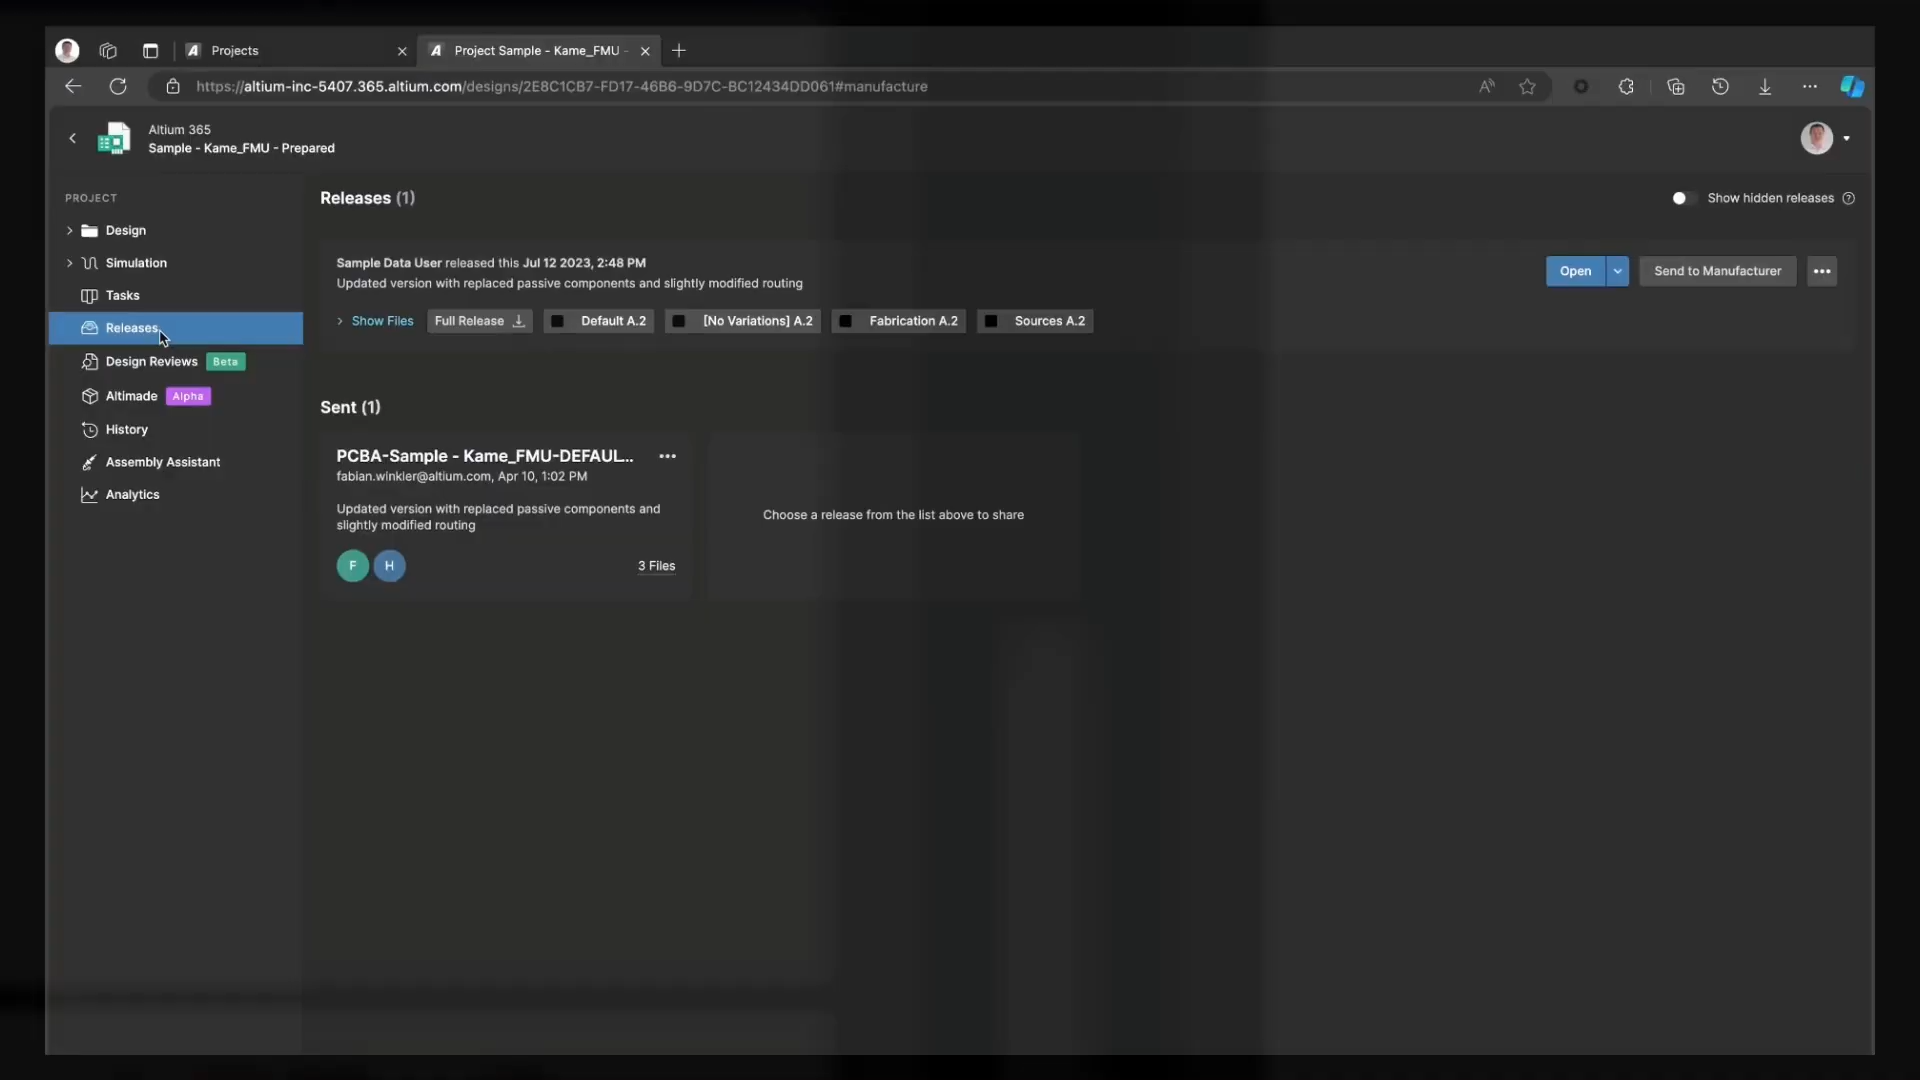 Projects
Project Sample - Kame_FMU -
https://altium-inc-5407.365.altium.com/designs/2E8C1CB7-FD17-46B6-9D7C-BC12434DD061#manufacture
Altium 365
Sample - Kame_FMU - Prepared
PROJECT
Design
Simulation
Tasks
Releases
Design Reviews Beta
Altimade Alpha
History
Assembly Assistant
Analytics
Releases (1)
Show hidden releases
Sample Data User released this Jul 12 2023, 2:48 PM
Updated version with replaced passive components and slightly modified routing
Open
Send to Manufacturer
Show Files Full Release Default A.2 [No Variations] A.2 Fabrication A.2 Sources A.2
Sent (1)
PCBA-Sample - Kame_FMU-DEFAUL...
fabian.winkler@altium.com, Apr 10, 1:02 PM
Updated version with replaced passive components and
slightly modified routing
F H 3 Files
Choose a release from the list above to share